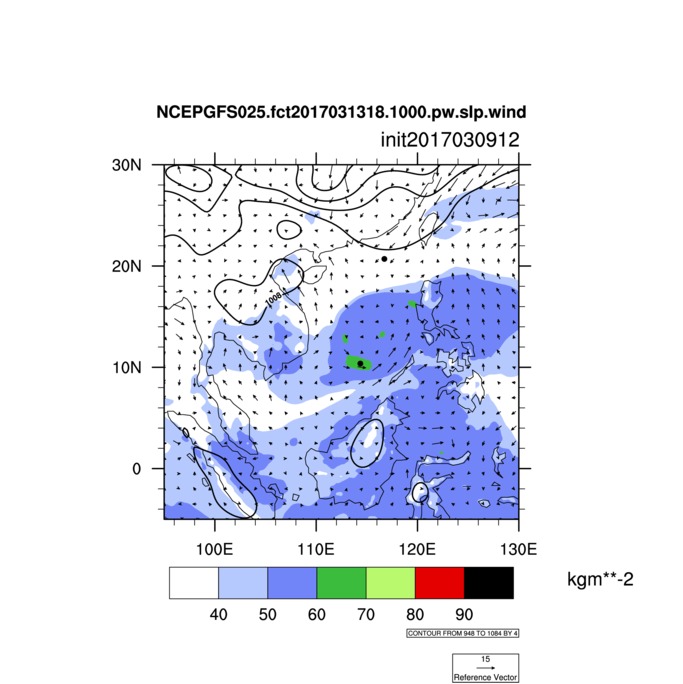 NCEPGFS025.fct2017031318.1000.pw.slp.wind
init2017030912
30N
20N
1008
10N
0
100E 110E 120E 130E
kgm**-2
40 50 60 70 80 90
CONTOUR FROM 948 TO 1084 BY 4
15
Reference Vector